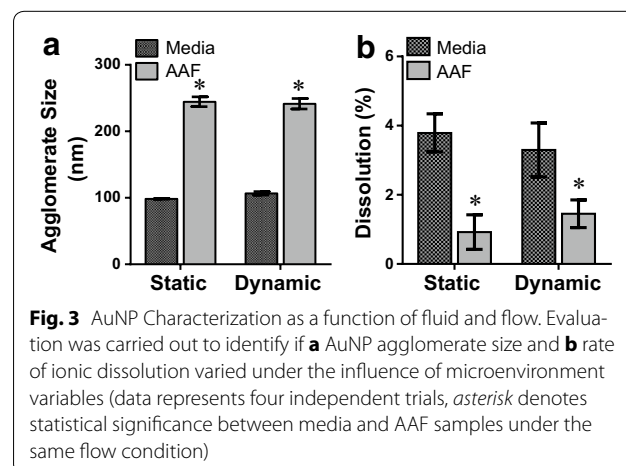 a
Media
AAF
Agglomerate Size
(nm)
300
200
100
0
*
*
Static
Dynamic
b
Media
AAF
Dissolution (%)
6
4
2
0
*
*
Static
Dynamic
Fig. 3 AuNP Characterization as a function of fluid and flow. Evalua-
tion was carried out to identify if a AuNP agglomerate size and b rate
of ionic dissolution varied under the influence of microenvironment
variables (data represents four independent trials, asterisk denotes
statistical significance between media and AAF samples under the
same flow condition)